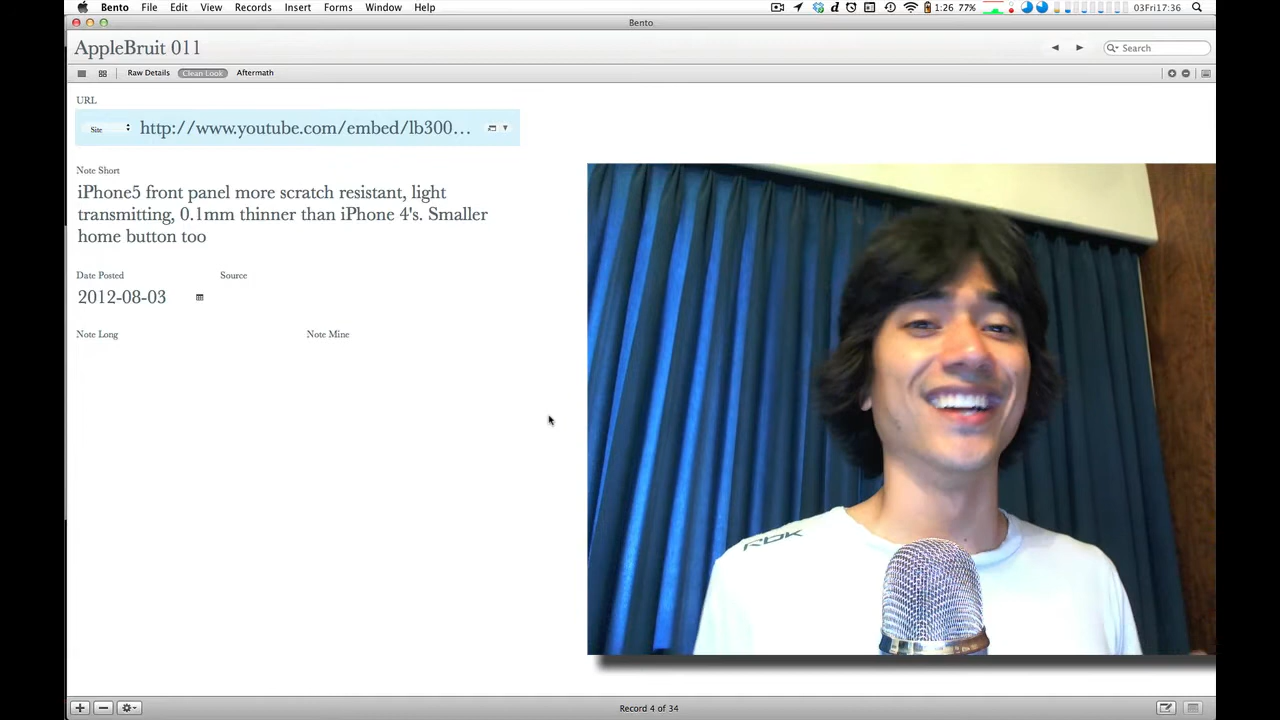 Bento File Edit View Records Insert Forms Window Help
1:26 77% 03Fri17:36
Bento
AppleBruit 011
Search
Raw Details Clean Look Aftermath
URL
Site http://www.youtube.com/embed/lb300...
Note Short
iPhone5 front panel more scratch resistant, light
transmitting, 0.1mm thinner than iPhone 4's. Smaller
home button too
Date Posted Source
2012-08-03
Note Long Note Mine
RBK
Record 4 of 34